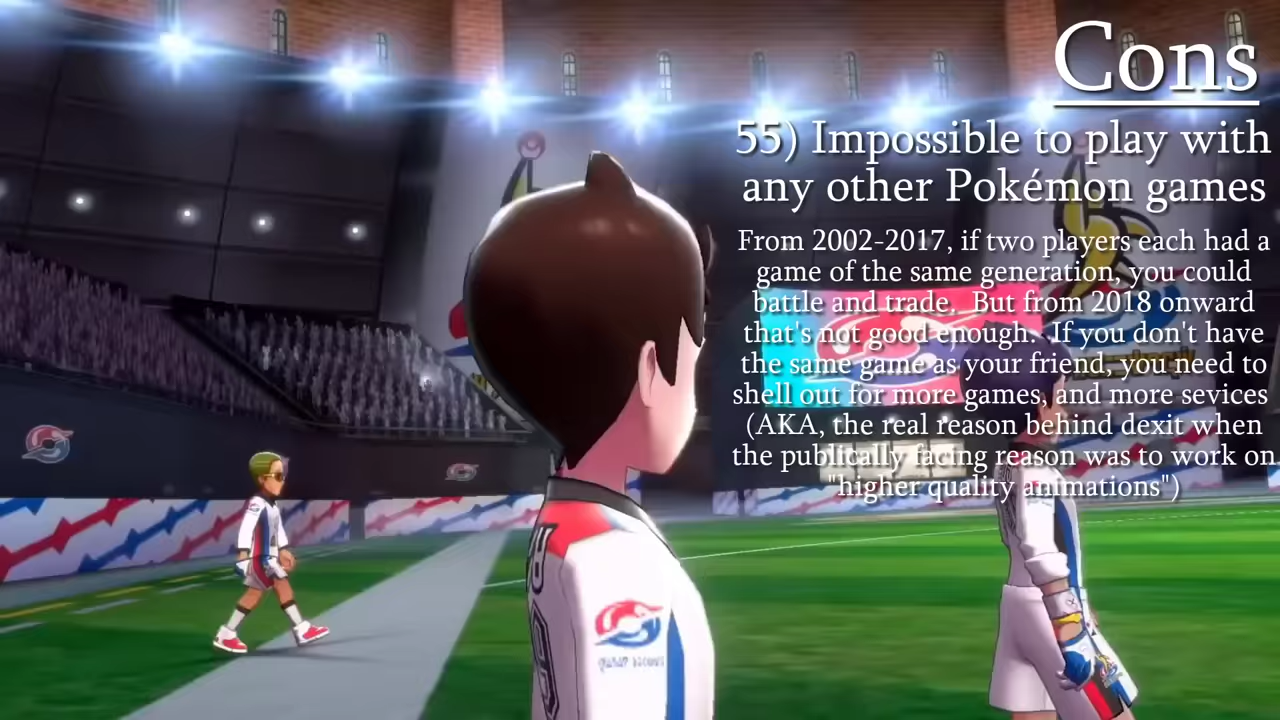 Cons
55) Impossible to play with
any other Pokémon games
From 2002-2017, if two players each had a
game of the same generation, you could
battle and trade.  But from 2018 onward
that's not good enough.  If you don't have
the same game as your friend, you need to
shell out for more games, and more sevices
(AKA, the real reason behind dexit when
the publically facing reason was to work on
"higher quality animations")